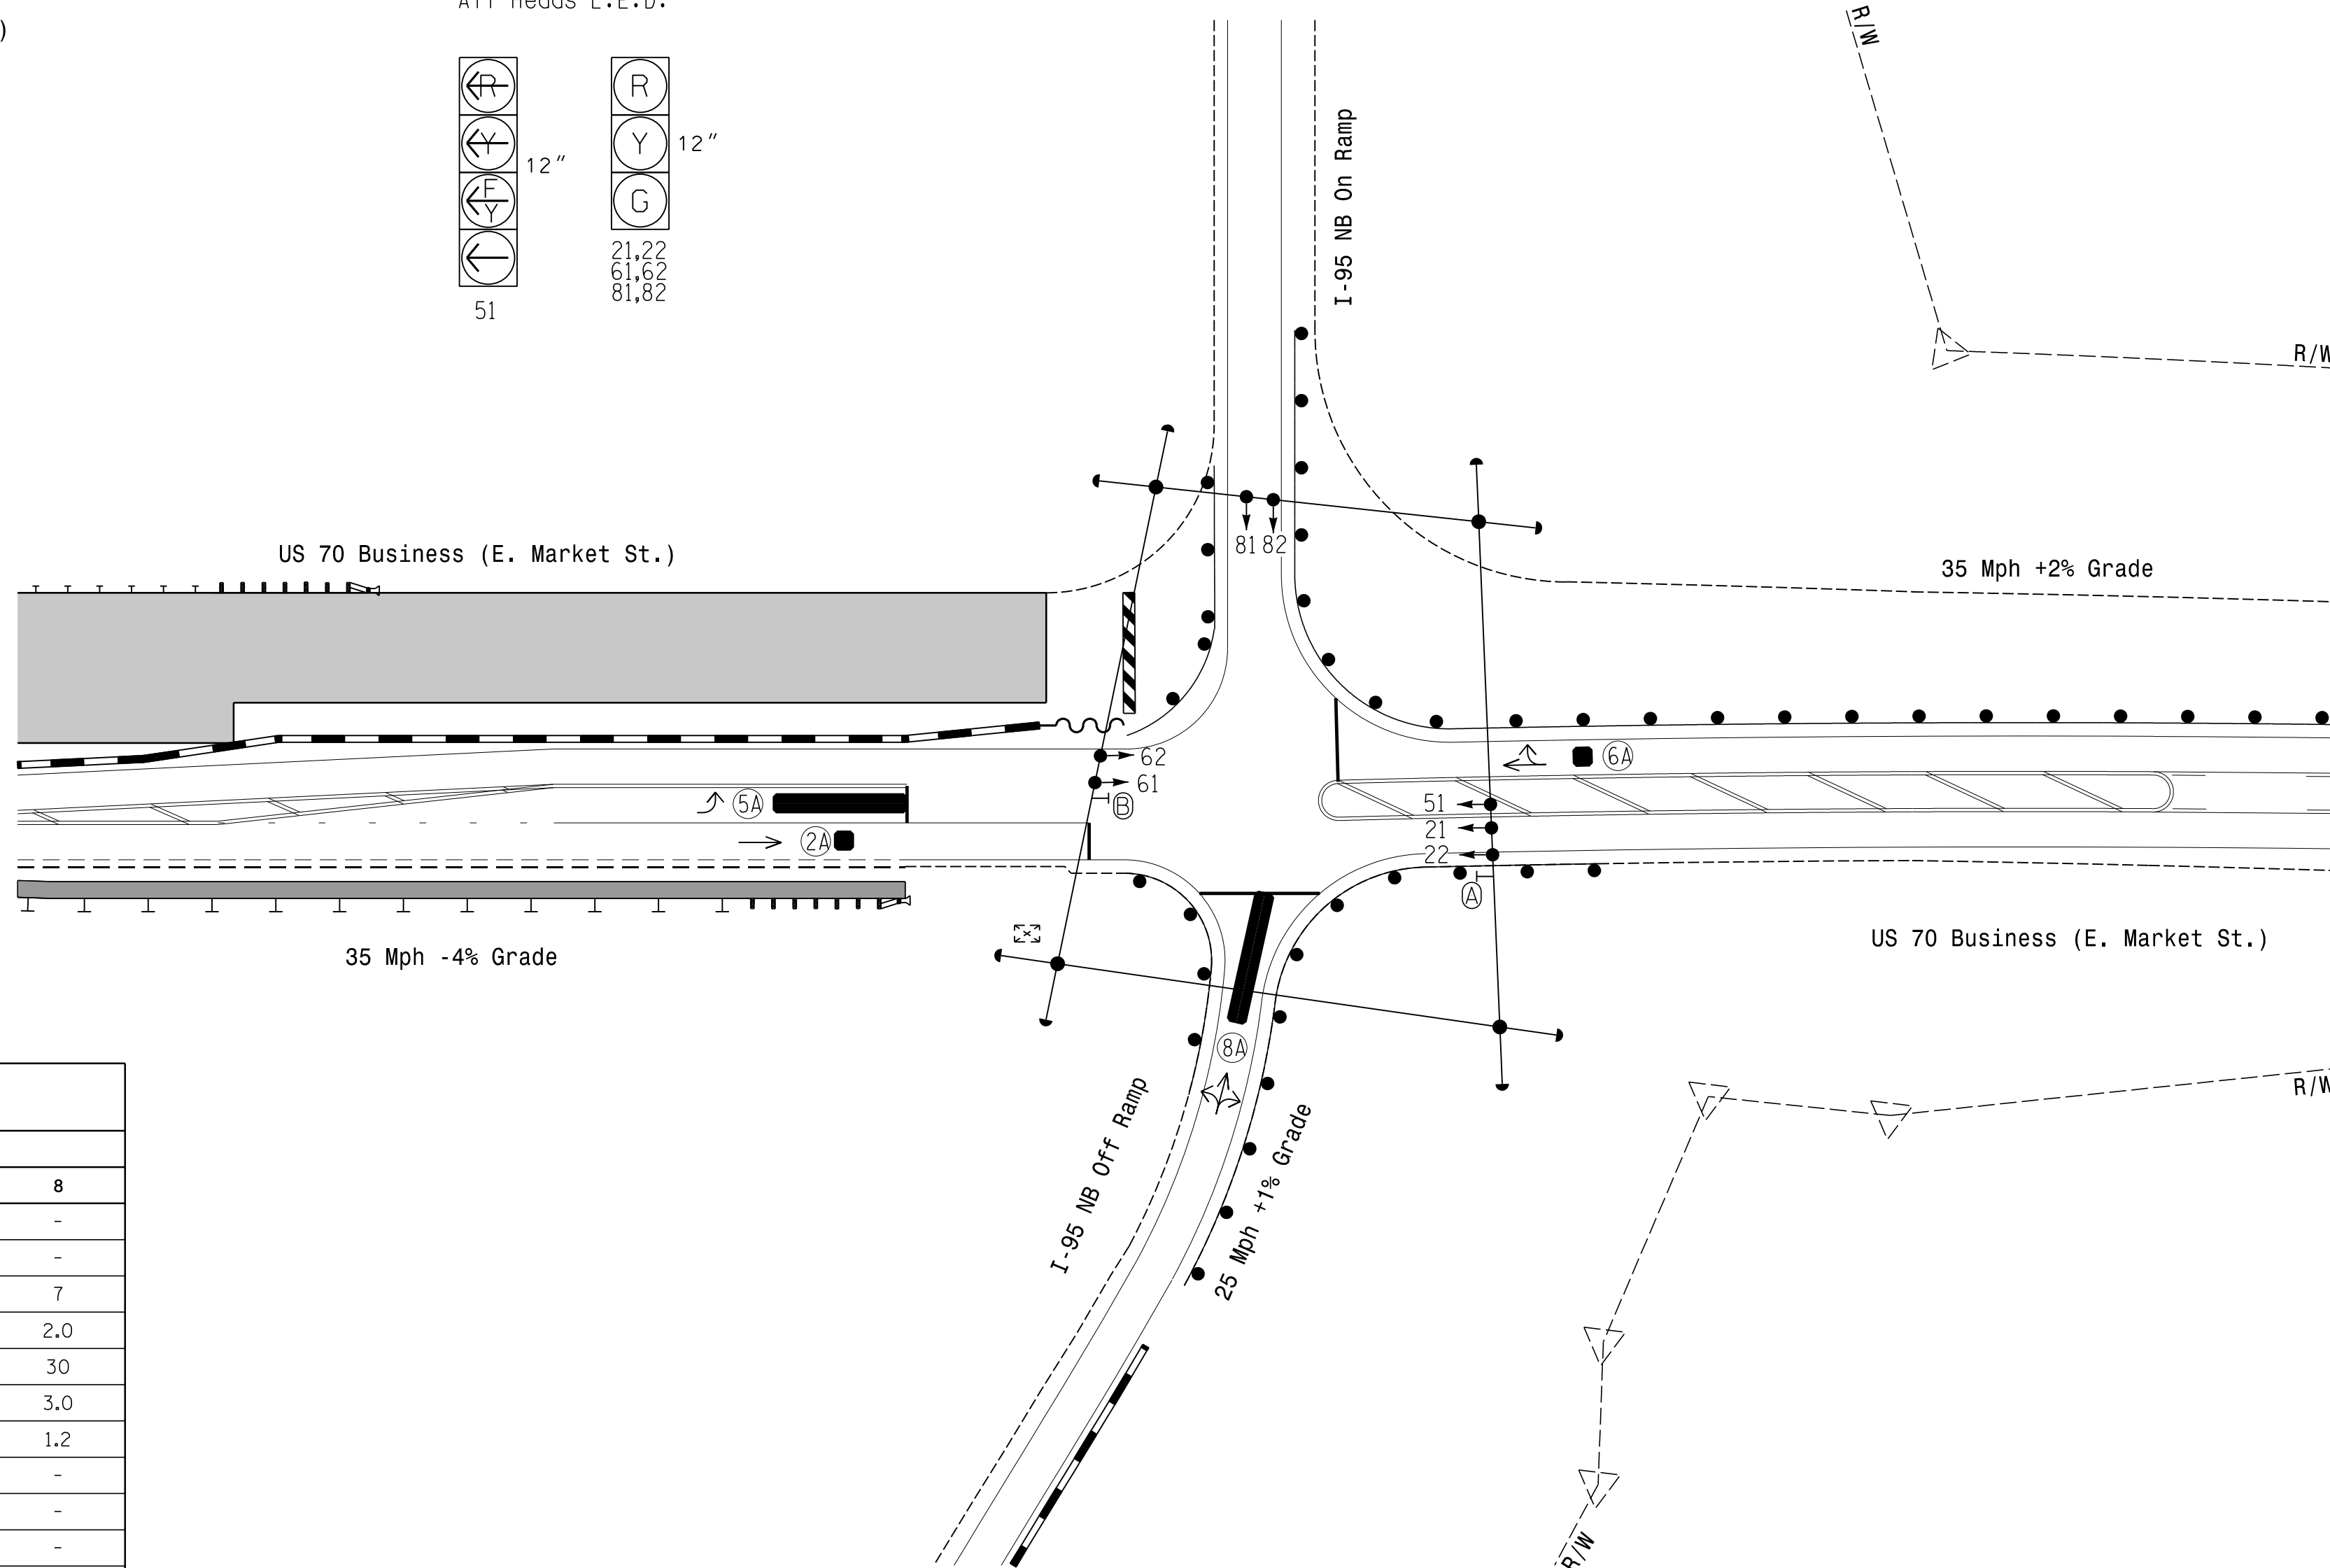 )
All Heads L.E.D.
R
Y
F
Y
12"
51
R
Y
G
12"
21,22
61,62
81,82
R/W
I-95 NB On Ramp
R/W
81 82
US 70 Business (E. Market St.)
35 Mph +2% Grade
62
61
B
6A
5A
2A
51
21
22
A
US 70 Business (E. Market St.)
35 Mph -4% Grade
8A
I-95 NB Off Ramp
25 Mph +1% Grade
R/W
R/W
8
-
-
7
2.0
30
3.0
1.2
-
-
-